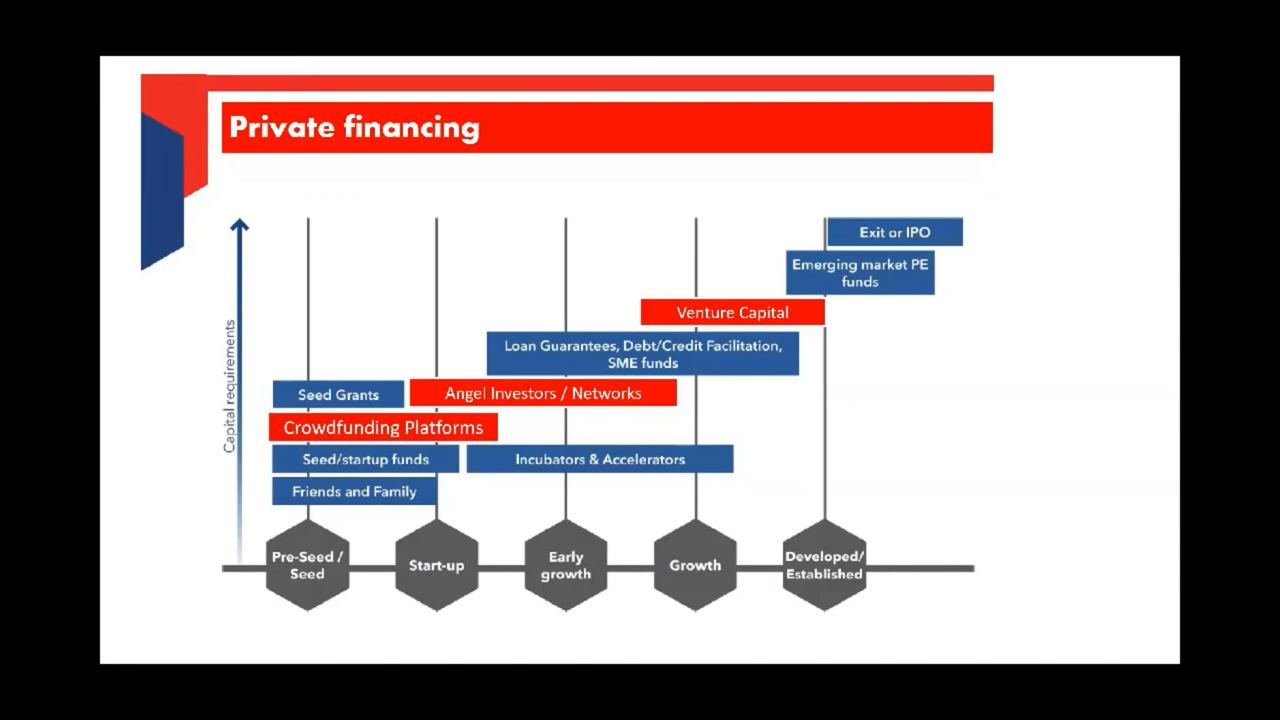 Private financing
Exit or IPO
Emerging market PE
funds
Venture Capital
Loan Guarantees, Debt/Credit Facilitation,
SME funds
Seed Grants
Angel Investors / Networks
Crowdfunding Platforms
Seed/startup funds
Incubators & Accelerators
Friends and Family
Capital requirements
Pre-Seed /
Seed
Start-up
Early
growth
Growth
Developed/
Established